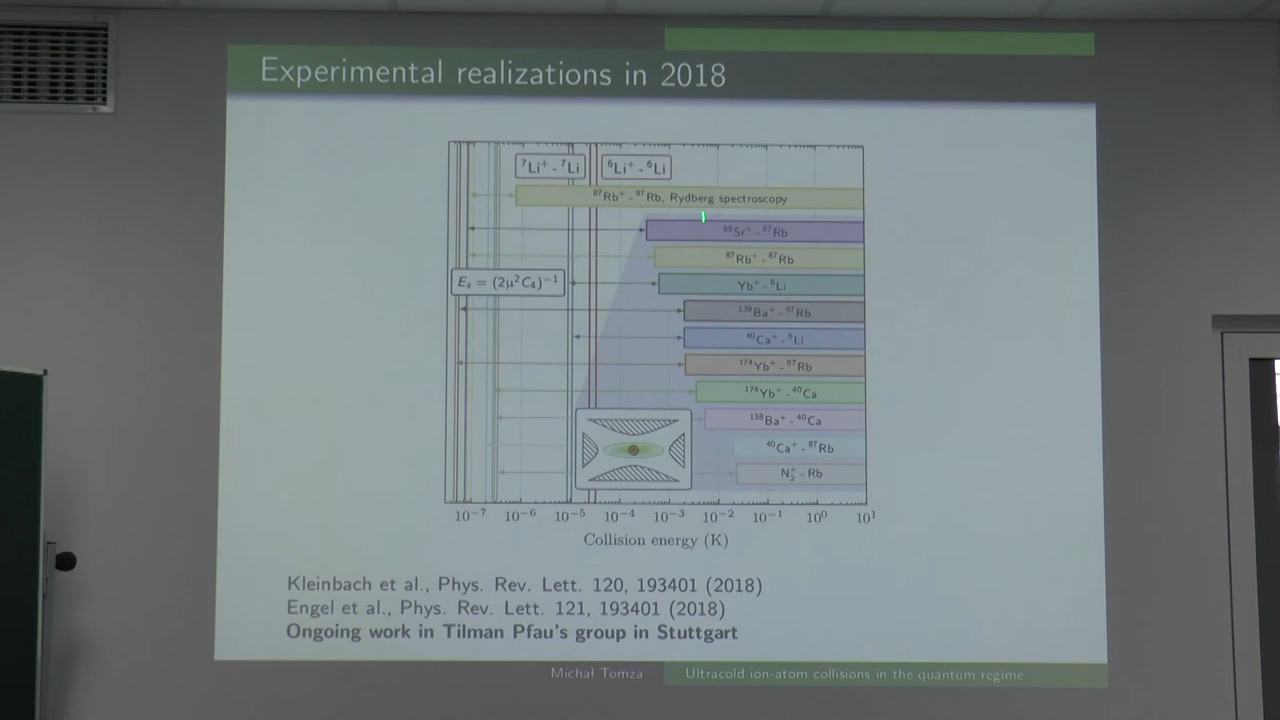 Experimental realizations in 2018
⁷Li⁺ - ⁷Li
⁶Li⁺ - ⁶Li
⁸⁷Rb⁺ - ⁸⁷Rb, Rydberg spectroscopy
⁸⁸Sr⁺ - ⁸⁷Rb
⁸⁷Rb⁺ - ⁸⁷Rb
Eₛ = (2μ²C₄)⁻¹
Yb⁺ - ⁶Li
¹³⁸Ba⁺ - ⁸⁷Rb
⁴⁰Ca⁺ - ⁶Li
¹⁷⁴Yb⁺ - ⁸⁷Rb
¹⁷⁴Yb⁺ - ⁴⁰Ca
¹³⁸Ba⁺ - ⁴⁰Ca
⁴⁰Ca⁺ - ⁸⁷Rb
N₂⁺ - Rb
10⁻⁷ 10⁻⁶ 10⁻⁵ 10⁻⁴ 10⁻³ 10⁻² 10⁻¹ 10⁰ 10¹
Collision energy (K)
Kleinbach et al., Phys. Rev. Lett. 120, 193401 (2018)
Engel et al., Phys. Rev. Lett. 121, 193401 (2018)
Ongoing work in Tilman Pfau's group in Stuttgart
Michał Tomza
Ultracold ion-atom collisions in the quantum regime